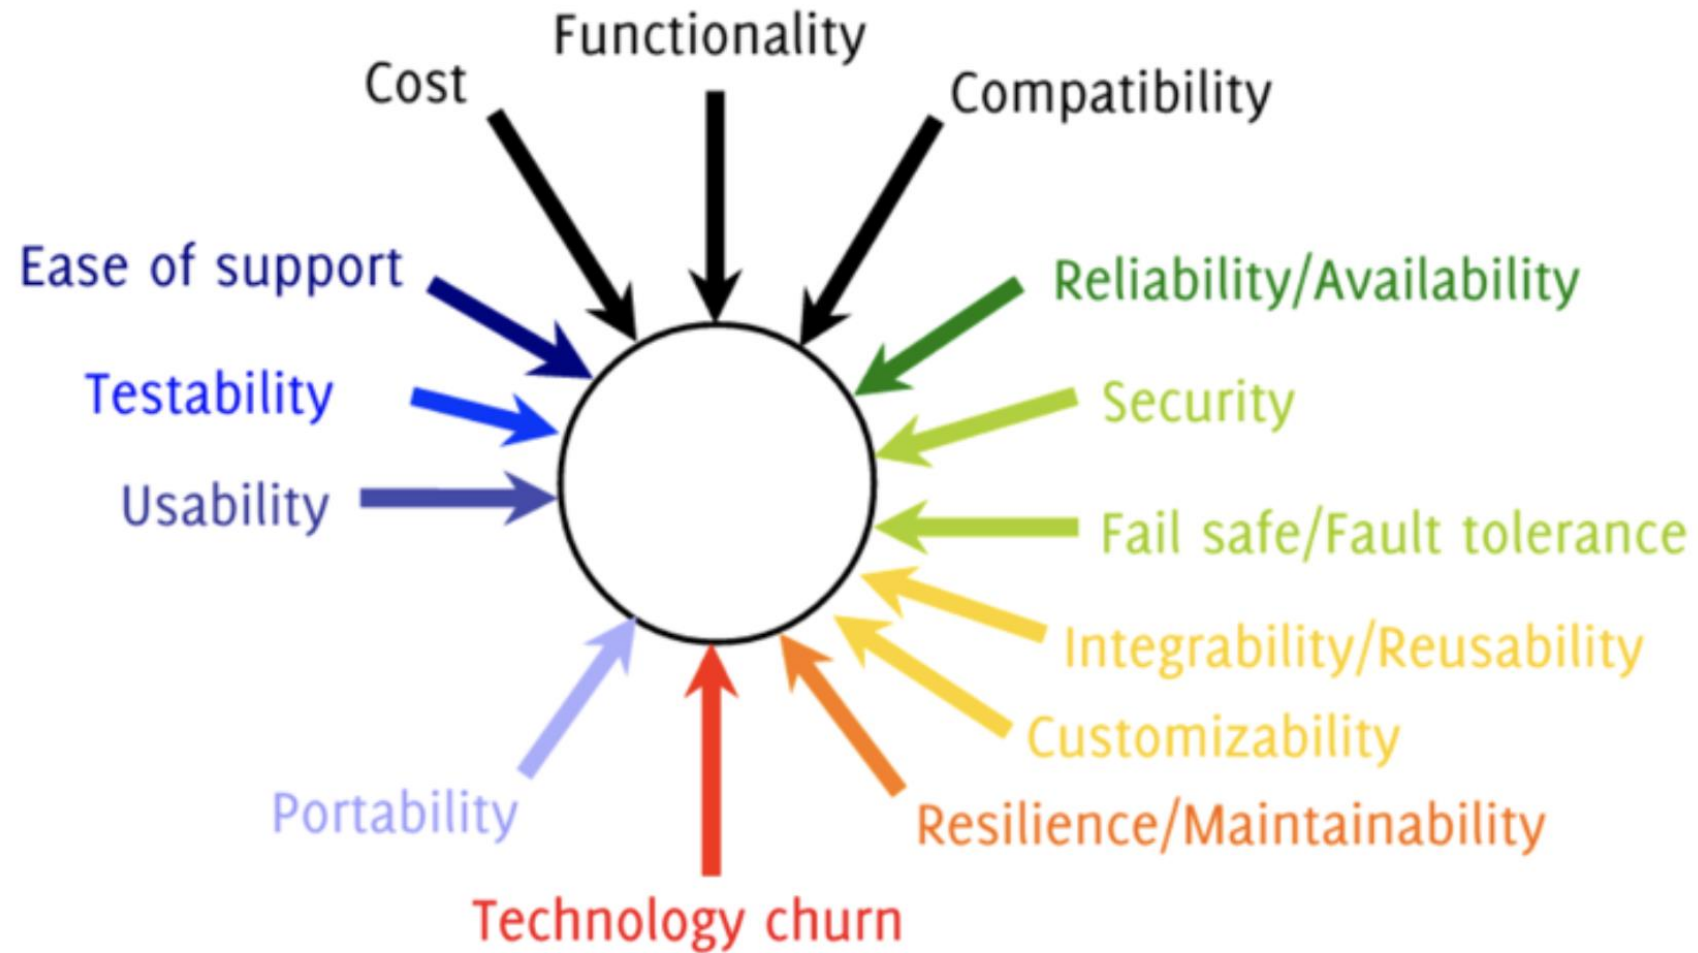 Functionality
Cost
Compatibility
Ease of support
Reliability/Availability
Testability
Security
Usability
Fail safe/Fault tolerance
Integrability/Reusability
Customizability
Portability
Resilience/Maintainability
Technology churn